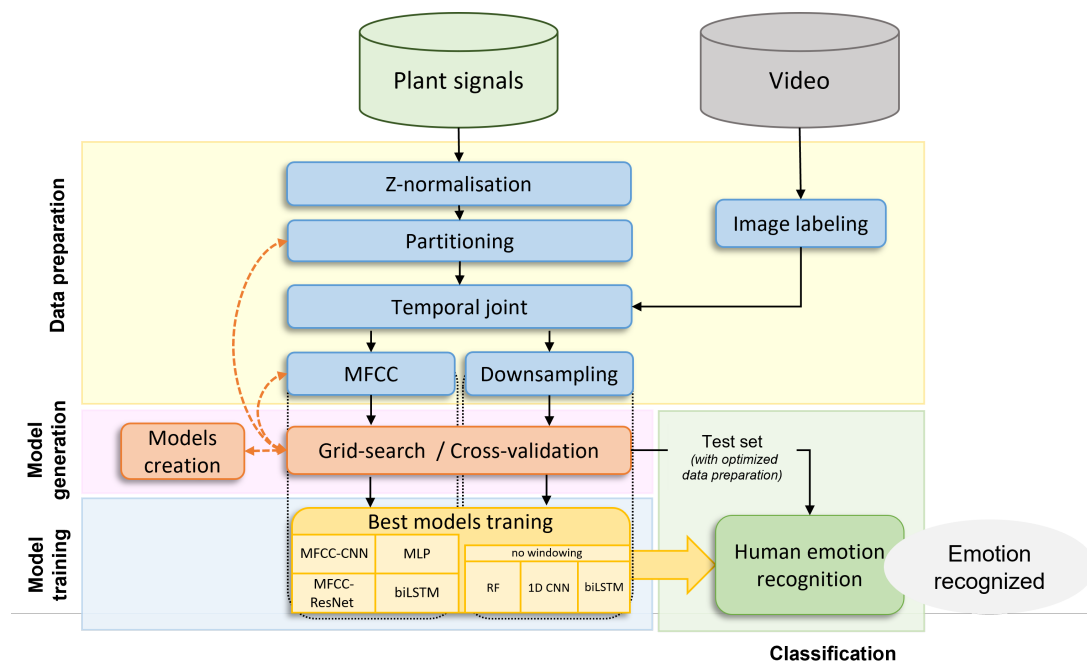 Plant signals
Video
Data preparation
Z-normalisation
Partitioning
Image labeling
Temporal joint
MFCC
Downsampling
Model
generation
Models
creation
Grid-search / Cross-validation
Test set
(with optimized
data preparation)
Model
training
Best models traning
MFCC-CNN
MLP
MFCC-
ResNet
biLSTM
no windowing
RF
1D CNN
biLSTM
Human emotion
recognition
Emotion
recognized
Classification